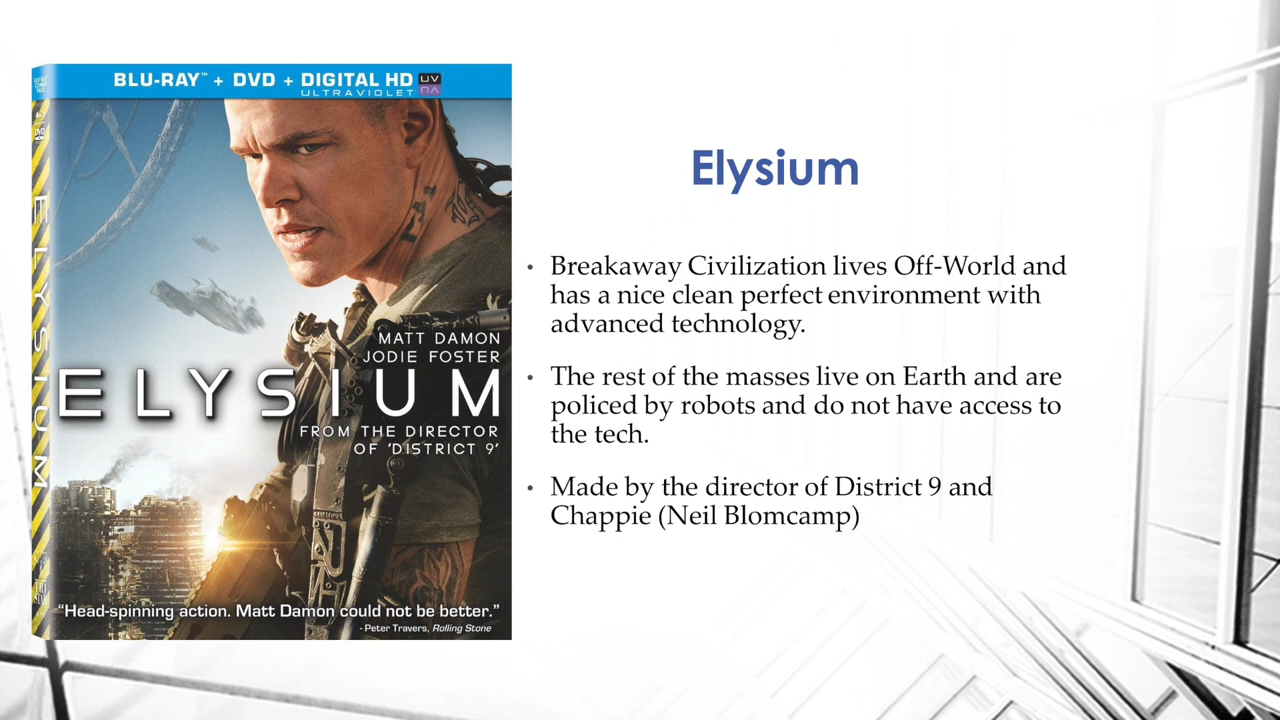 BLU-RAY™ + DVD + DIGITAL HD UV
ULTRAVIOLET
ELYSIUM
MATT DAMON
JODIE FOSTER
ELYSIUM
FROM THE DIRECTOR
OF 'DISTRICT 9'
“Head-spinning action. Matt Damon could not be better.”
- Peter Travers, Rolling Stone
Elysium
• Breakaway Civilization lives Off-World and
has a nice clean perfect environment with
advanced technology.
• The rest of the masses live on Earth and are
policed by robots and do not have access to
the tech.
• Made by the director of District 9 and
Chappie (Neil Blomcamp)